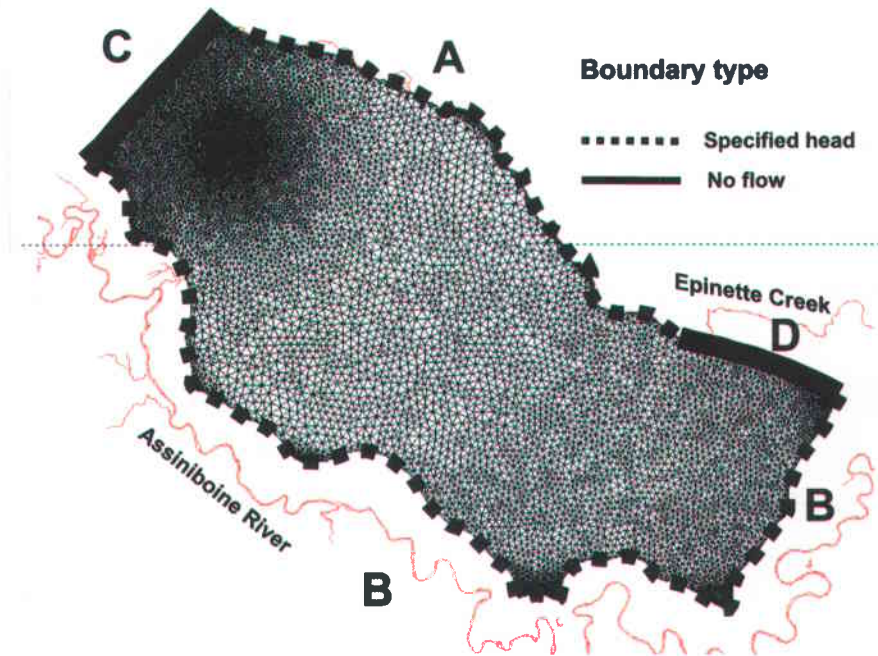 C
A
Boundary type
Specified head
No flow
Epinette Creek
D
B
Assiniboine River
B